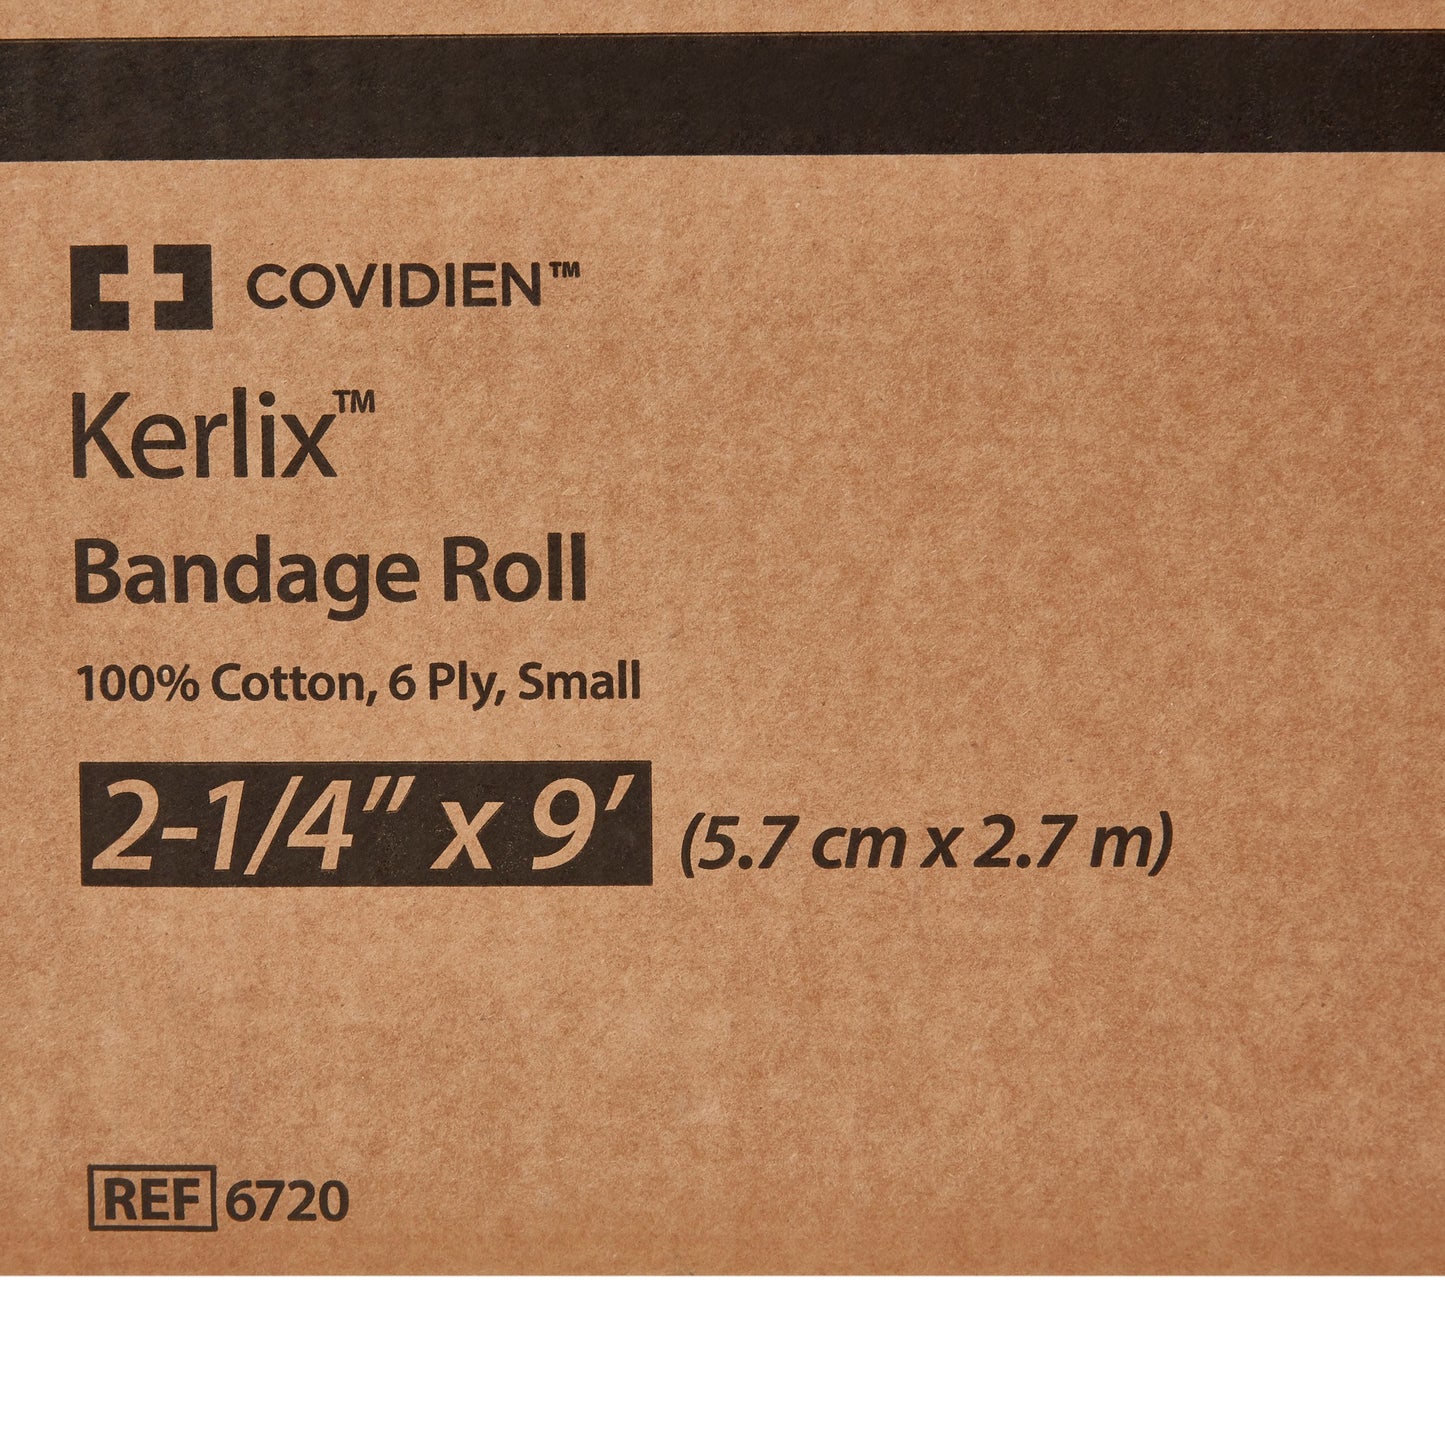 COVIDIEN™
Kerlix™
Bandage Roll
100% Cotton, 6 Ply, Small
2-1/4” x 9’ (5.7 cm x 2.7 m)
REF 6720